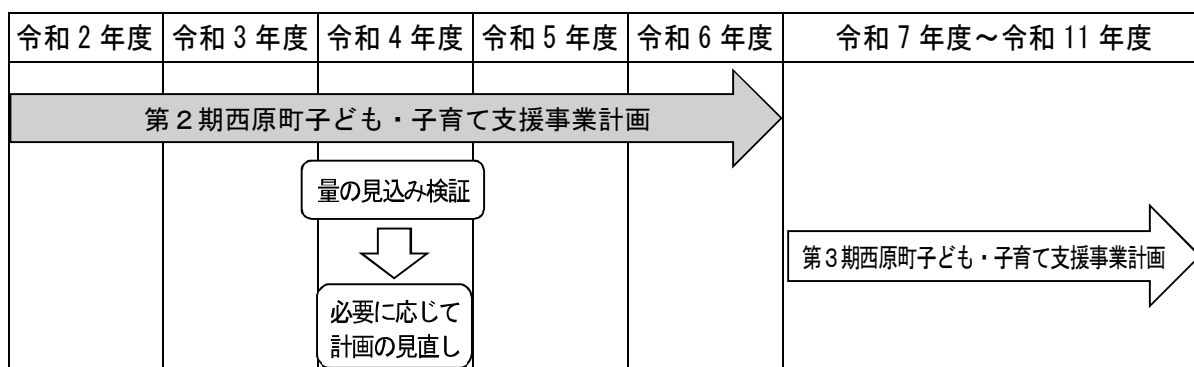 令和２年度 令和３年度 令和４年度 令和５年度 令和６年度 令和７年度～令和11年度
第２期西原町子ども・子育て支援事業計画
量の見込み検証
必要に応じて
計画の見直し
第３期西原町子ども・子育て支援事業計画